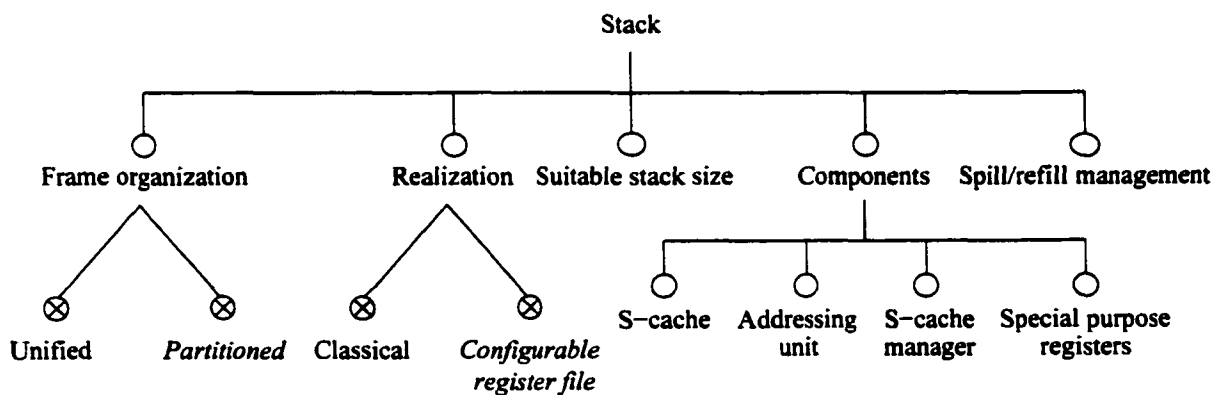 Stack
Frame organization
Realization
Suitable stack size
Components
Spill/refill management
S-cache
Addressing
unit
S-cache
manager
Special purpose
registers
Unified
Partitioned
Classical
Configurable
register file